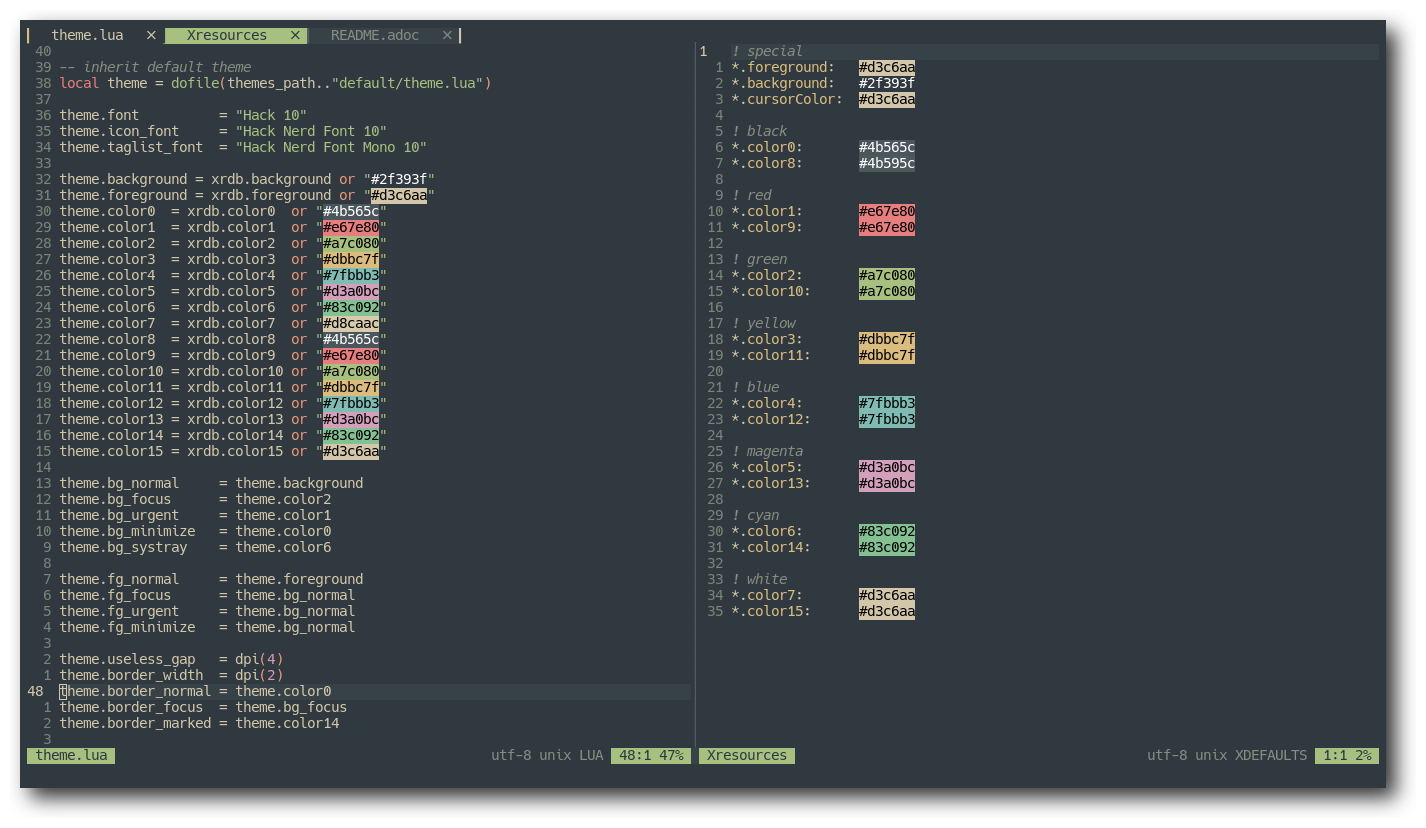 theme.lua × Xresources × README.adoc ×
40
39 -- inherit default theme
38 local theme = dofile(themes_path.."default/theme.lua")
37
36 theme.font          = "Hack 10"
35 theme.icon_font     = "Hack Nerd Font 10"
34 theme.taglist_font  = "Hack Nerd Font Mono 10"
33
32 theme.background = xrdb.background or "#2f393f"
31 theme.foreground = xrdb.foreground or "#d3c6aa"
30 theme.color0  = xrdb.color0  or "#4b565c"
29 theme.color1  = xrdb.color1  or "#e67e80"
28 theme.color2  = xrdb.color2  or "#a7c080"
27 theme.color3  = xrdb.color3  or "#dbbc7f"
26 theme.color4  = xrdb.color4  or "#7fbbb3"
25 theme.color5  = xrdb.color5  or "#d3a0bc"
24 theme.color6  = xrdb.color6  or "#83c092"
23 theme.color7  = xrdb.color7  or "#d8caac"
22 theme.color8  = xrdb.color8  or "#4b565c"
21 theme.color9  = xrdb.color9  or "#e67e80"
20 theme.color10 = xrdb.color10 or "#a7c080"
19 theme.color11 = xrdb.color11 or "#dbbc7f"
18 theme.color12 = xrdb.color12 or "#7fbbb3"
17 theme.color13 = xrdb.color13 or "#d3a0bc"
16 theme.color14 = xrdb.color14 or "#83c092"
15 theme.color15 = xrdb.color15 or "#d3c6aa"
14
13 theme.bg_normal     = theme.background
12 theme.bg_focus      = theme.color2
11 theme.bg_urgent     = theme.color1
10 theme.bg_minimize   = theme.color0
9 theme.bg_systray    = theme.color6
8
7 theme.fg_normal     = theme.foreground
6 theme.fg_focus      = theme.bg_normal
5 theme.fg_urgent     = theme.bg_normal
4 theme.fg_minimize   = theme.bg_normal
3
2 theme.useless_gap   = dpi(4)
1 theme.border_width  = dpi(2)
48 theme.border_normal = theme.color0
1 theme.border_focus  = theme.bg_focus
2 theme.border_marked = theme.color14
3
theme.lua utf-8 unix LUA 48:1 47%
1 ! special
1 *.foreground:   #d3c6aa
2 *.background:   #2f393f
3 *.cursorColor:  #d3c6aa
4
5 ! black
6 *.color0:       #4b565c
7 *.color8:       #4b595c
8
9 ! red
10 *.color1:       #e67e80
11 *.color9:       #e67e80
12
13 ! green
14 *.color2:       #a7c080
15 *.color10:      #a7c080
16
17 ! yellow
18 *.color3:       #dbbc7f
19 *.color11:      #dbbc7f
20
21 ! blue
22 *.color4:       #7fbbb3
23 *.color12:      #7fbbb3
24
25 ! magenta
26 *.color5:       #d3a0bc
27 *.color13:      #d3a0bc
28
29 ! cyan
30 *.color6:       #83c092
31 *.color14:      #83c092
32
33 ! white
34 *.color7:       #d3c6aa
35 *.color15:      #d3c6aa
Xresources utf-8 unix XDEFAULTS 1:1 2%